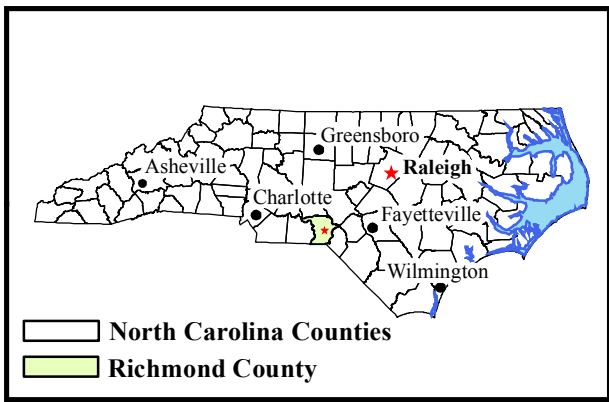 Greensboro
Asheville
Raleigh
Charlotte
Fayetteville
Wilmington
North Carolina Counties
Richmond County